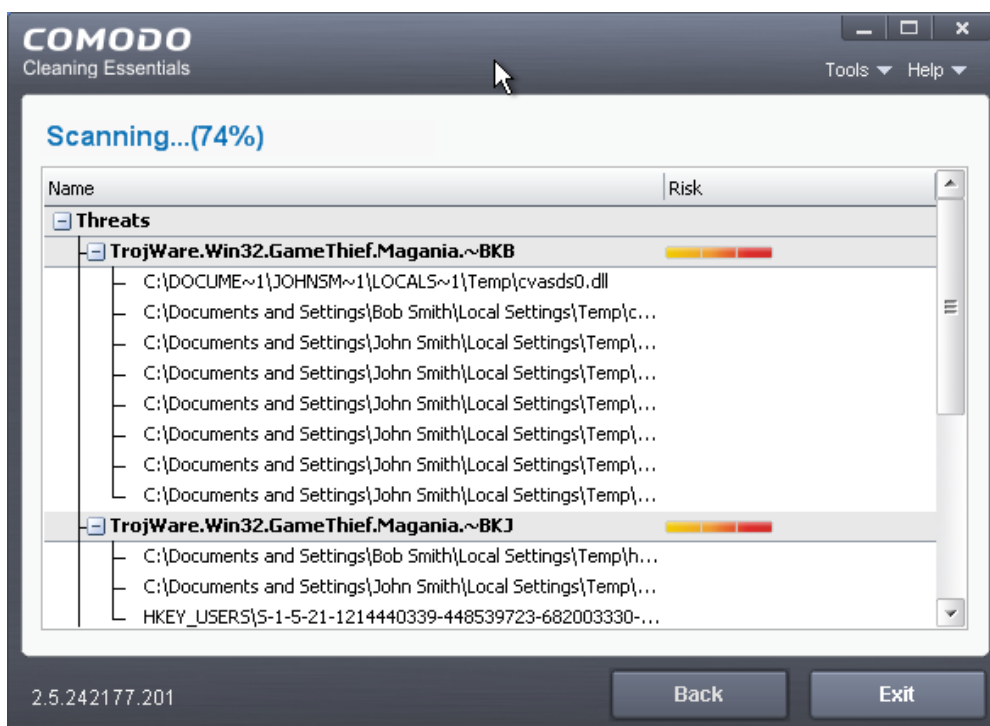 COMODO
Cleaning Essentials
Tools Help
Scanning...(74%)
Name Risk
Threats
TrojWare.Win32.GameThief.Magania.~BKB
C:\DOCUME~1\JOHNSM~1\LOCALS~1\Temp\cvasds0.dll
C:\Documents and Settings\Bob Smith\Local Settings\Temp\c...
C:\Documents and Settings\John Smith\Local Settings\Temp\...
C:\Documents and Settings\John Smith\Local Settings\Temp\...
C:\Documents and Settings\John Smith\Local Settings\Temp\...
C:\Documents and Settings\John Smith\Local Settings\Temp\...
C:\Documents and Settings\John Smith\Local Settings\Temp\...
C:\Documents and Settings\John Smith\Local Settings\Temp\...
TrojWare.Win32.GameThief.Magania.~BKJ
C:\Documents and Settings\Bob Smith\Local Settings\Temp\h...
C:\Documents and Settings\John Smith\Local Settings\Temp\...
HKEY_USERS\S-1-5-21-1214440339-448539723-682003330-...
2.5.242177.201 Back Exit